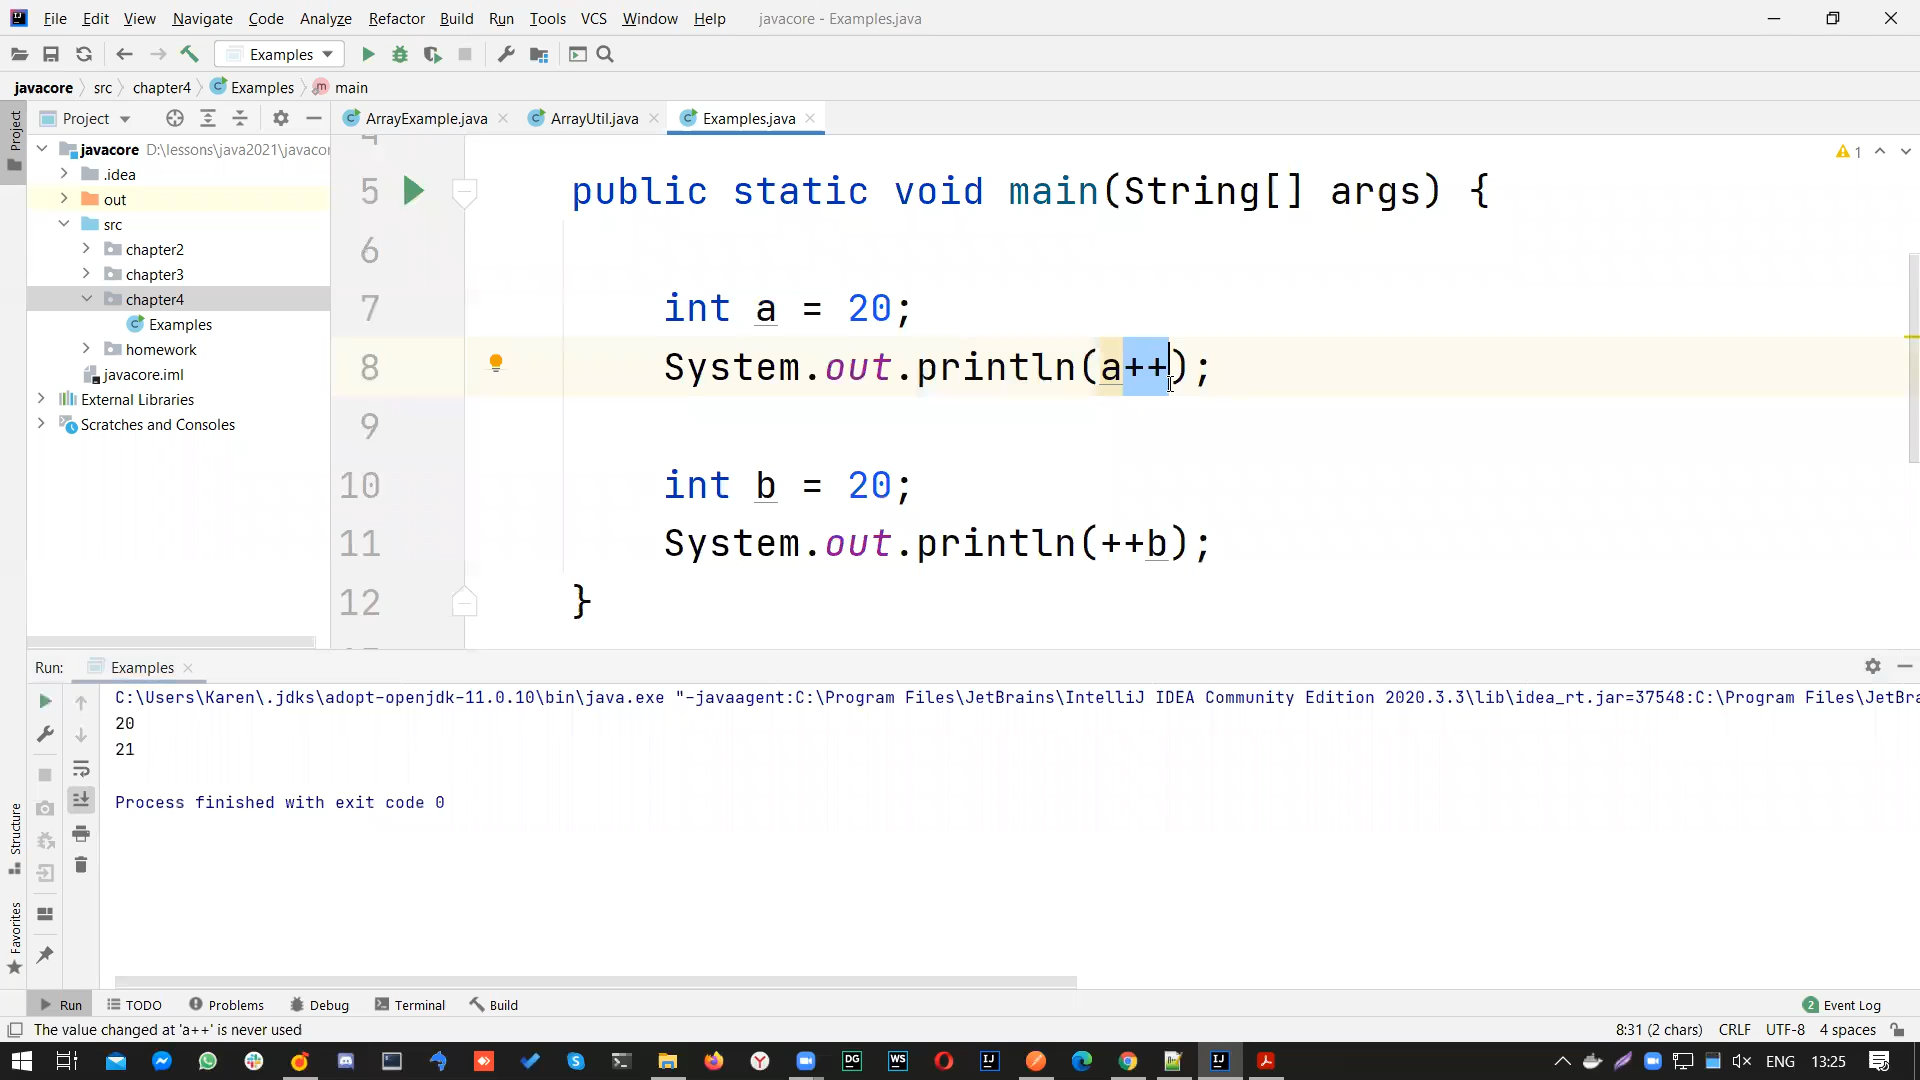 File Edit View Navigate Code Analyze Refactor Build Run Tools VCS Window Help javacore - Examples.java
Examples
javacore src chapter4 Examples main
Project
Project
ArrayExample.java ArrayUtil.java Examples.java
javacore D:\lessons\java2021\javacor
.idea
out
src
chapter2
chapter3
chapter4
Examples
homework
javacore.iml
External Libraries
Scratches and Consoles
1
5 public static void main(String[] args) {
6
7 int a = 20;
8 System.out.println(a++);
9
10 int b = 20;
11 System.out.println(++b);
12 }
Run: Examples
C:\Users\Karen\.jdks\adopt-openjdk-11.0.10\bin\java.exe "-javaagent:C:\Program Files\JetBrains\IntelliJ IDEA Community Edition 2020.3.3\lib\idea_rt.jar=37548:C:\Program Files\JetBra
20
21
Process finished with exit code 0
Structure
Favorites
Run TODO Problems Debug Terminal Build 2 Event Log
The value changed at 'a++' is never used 8:31 (2 chars) CRLF UTF-8 4 spaces
DG WS IJ IJ ENG 13:25